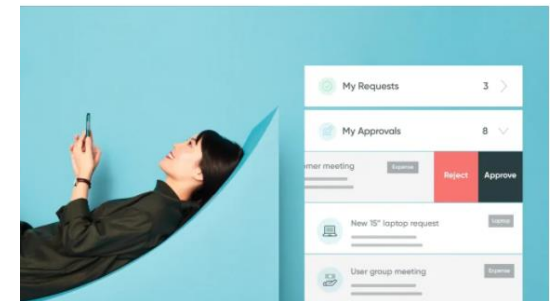 My Requests 3
My Approvals 8
omer meeting Expense Reject Approve
New 15" laptop request Laptop
User group meeting Expense